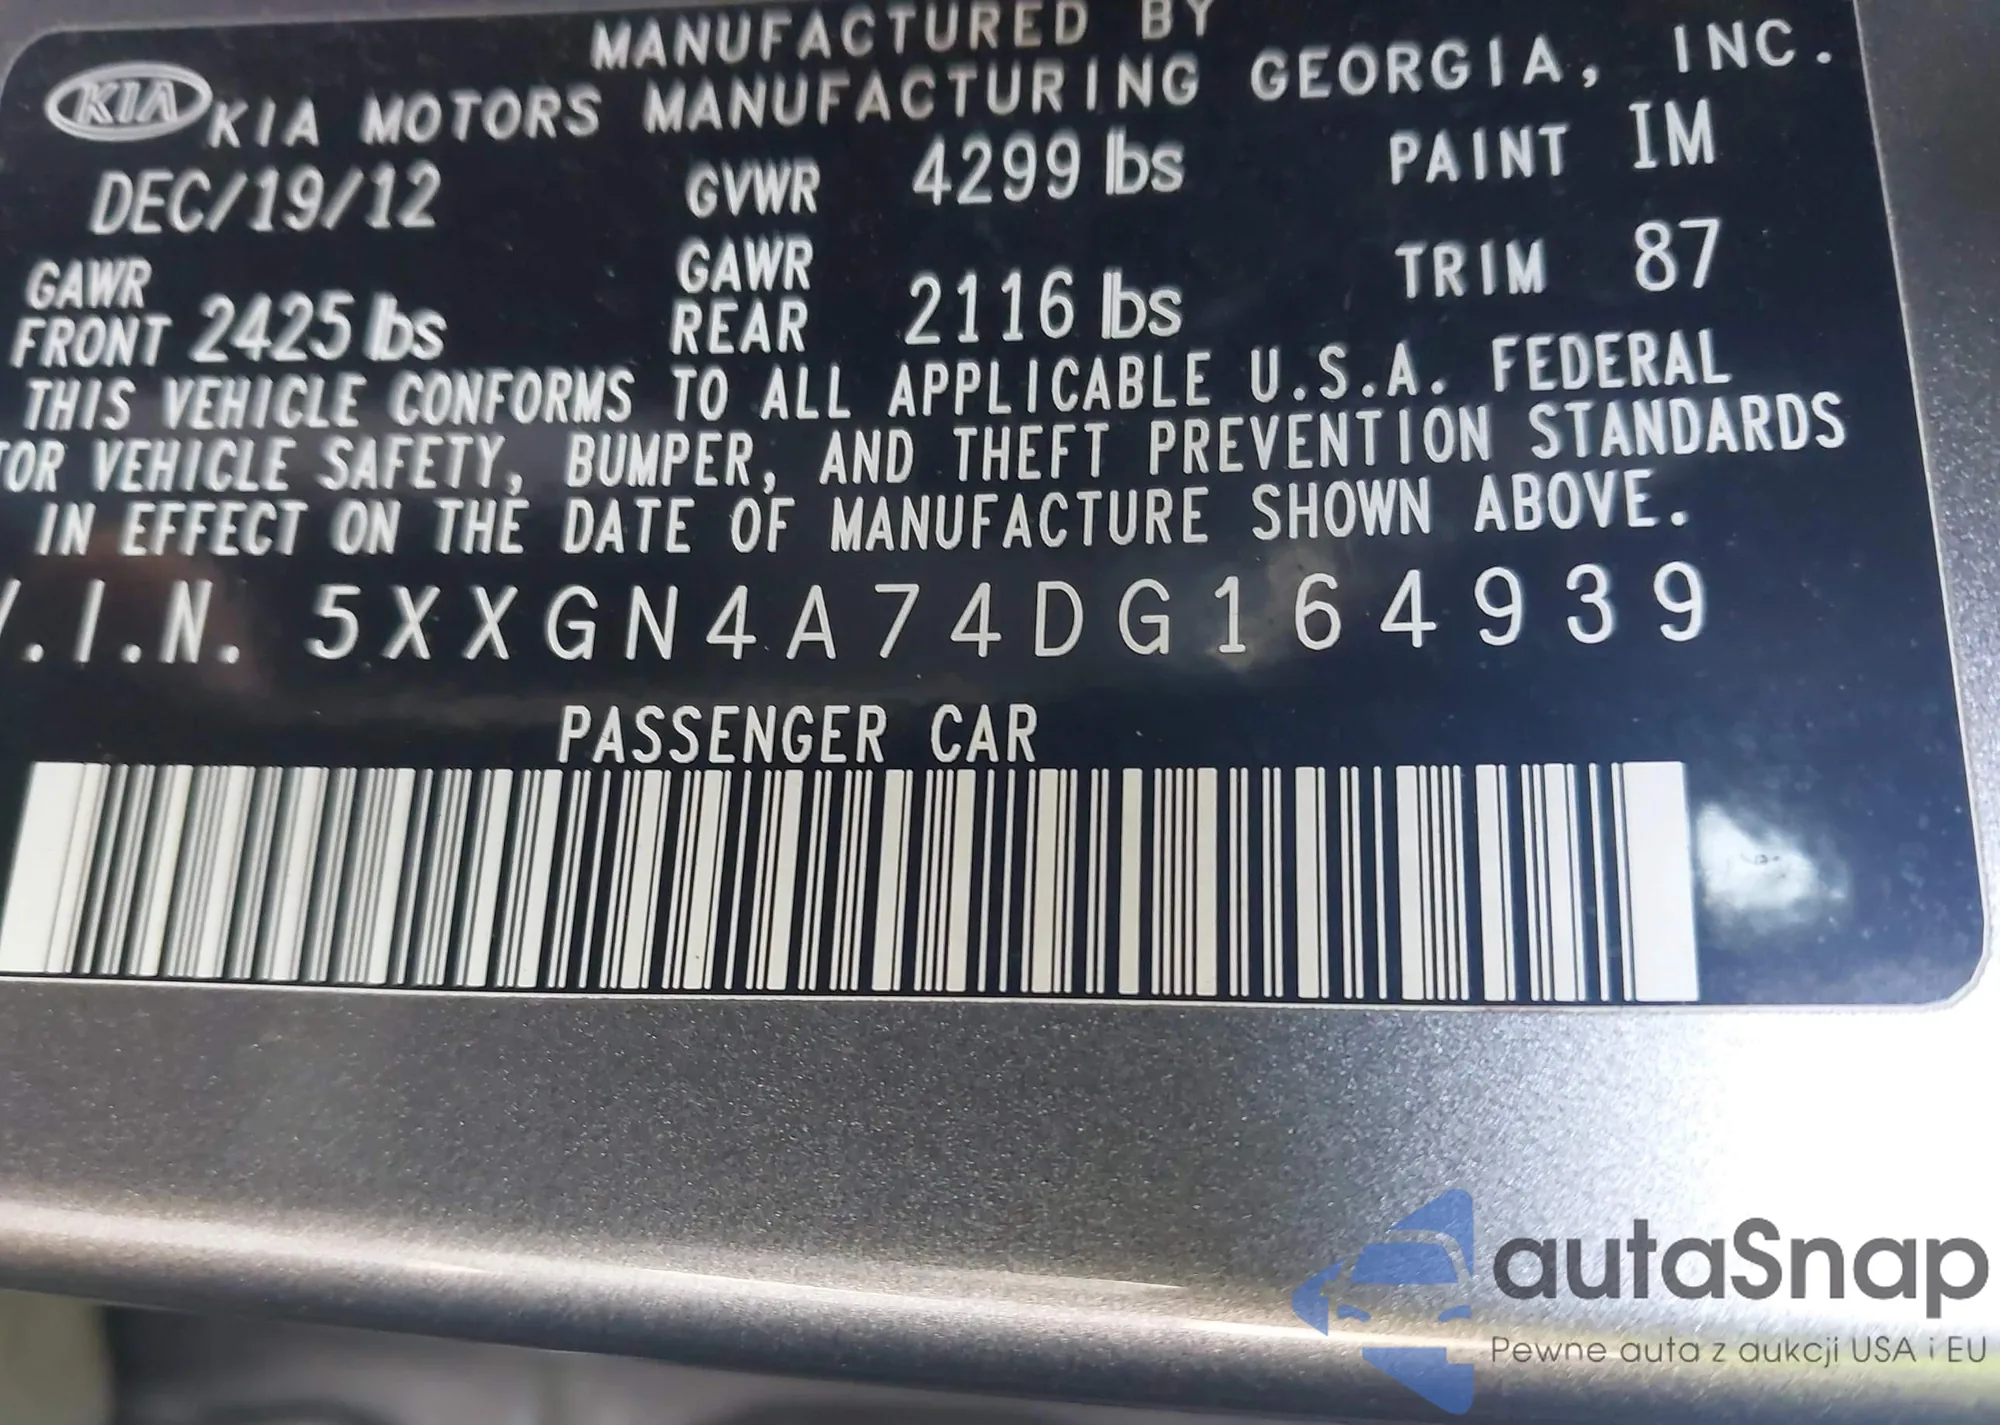 MANUFACTURED BY
KIA KIA MOTORS MANUFACTURING GEORGIA, INC.
DEC/19/12 GVWR 4299 lbs PAINT IM
GAWR FRONT 2425 lbs GAWR REAR 2116 lbs TRIM 87
THIS VEHICLE CONFORMS TO ALL APPLICABLE U.S.A. FEDERAL
TOR VEHICLE SAFETY, BUMPER, AND THEFT PREVENTION STANDARDS
IN EFFECT ON THE DATE OF MANUFACTURE SHOWN ABOVE.
V.I.N. 5XXGN4A74DG164939
PASSENGER CAR
autaSnap
Pewne auta z aukcji USA i EU